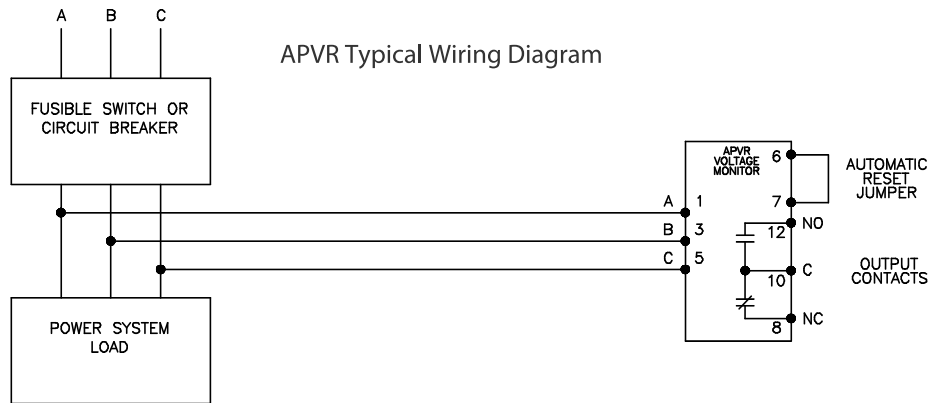 A B C
APVR Typical Wiring Diagram
FUSIBLE SWITCH OR
CIRCUIT BREAKER
APVR
VOLTAGE
MONITOR
6
7
AUTOMATIC
RESET
JUMPER
A 1
B 3
C 5
12 NO
10 C
8 NC
OUTPUT
CONTACTS
POWER SYSTEM
LOAD